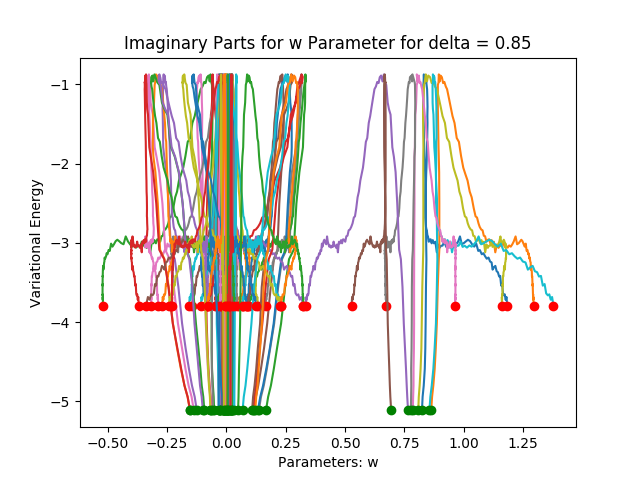 Imaginary Parts for w Parameter for delta = 0.85
Variational Energy
−1
−2
−3
−4
−5
−0.50 −0.25 0.00 0.25 0.50 0.75 1.00 1.25
Parameters: w